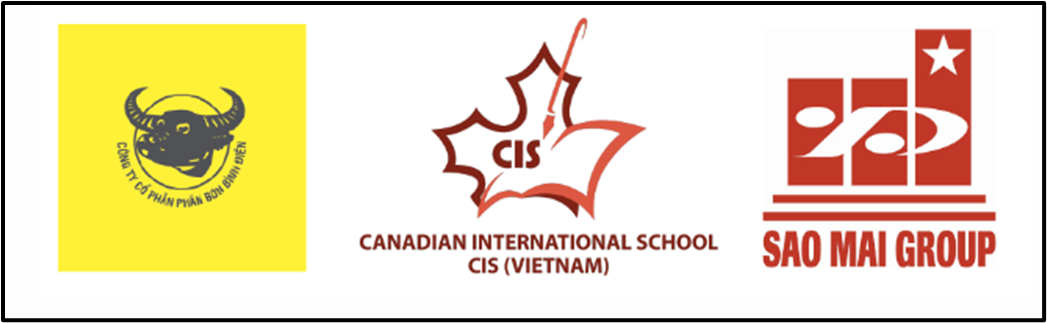 CÔNG TY CỔ PHẦN PHÂN BÓN BÌNH ĐIỀN
CIS
CANADIAN INTERNATIONAL SCHOOL
CIS (VIETNAM)
SAO MAI GROUP